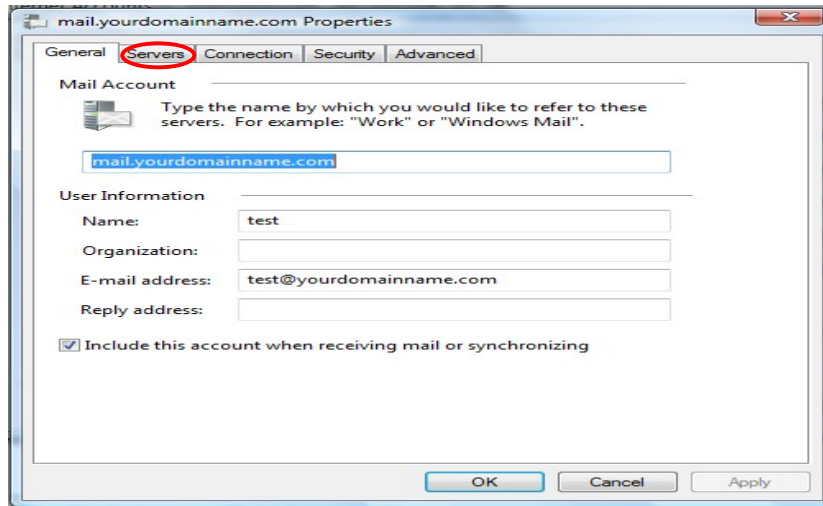 mail.yourdomainname.com Properties
General Servers Connection Security Advanced
Mail Account
Type the name by which you would like to refer to these
servers. For example: "Work" or "Windows Mail".
mail.yourdomainname.com
User Information
Name: test
Organization:
E-mail address: test@yourdomainname.com
Reply address:
Include this account when receiving mail or synchronizing
OK Cancel Apply